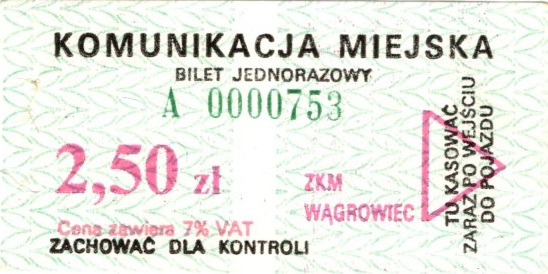 KOMUNIKACJA MIEJSKA
BILET JEDNORAZOWY
A 0000753
2,50 zł
ZKM
WĄGROWIEC
Cena zawiera 7% VAT
ZACHOWAĆ DLA KONTROLI
TU KASOWAĆ
ZARAZ PO WEJŚCIU
DO POJAZDU